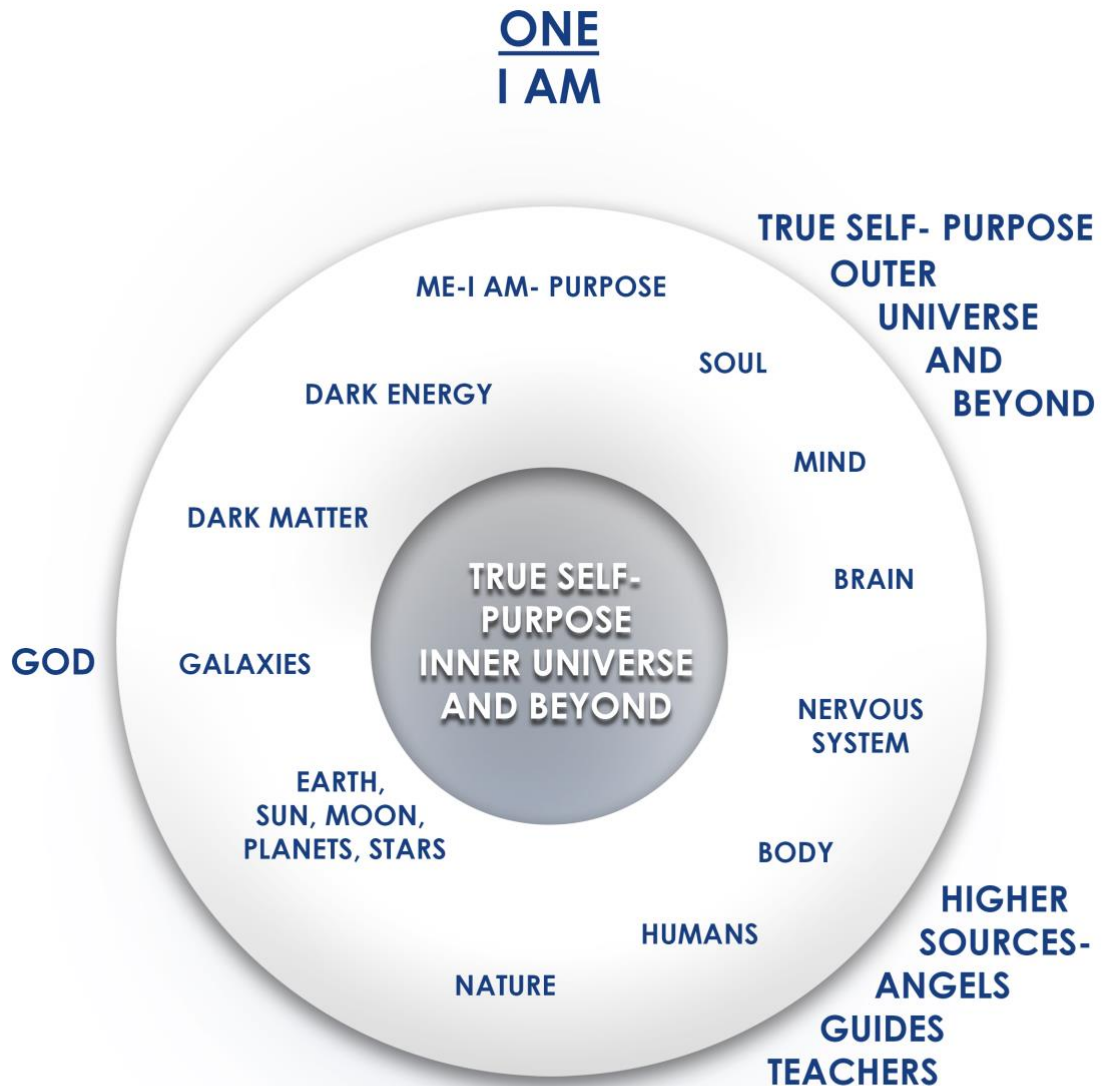 ONE
I AM
TRUE SELF- PURPOSE
OUTER
UNIVERSE
AND
BEYOND
ME-I AM- PURPOSE
SOUL
DARK ENERGY
MIND
DARK MATTER
BRAIN
TRUE SELF-
PURPOSE
INNER UNIVERSE
AND BEYOND
GOD
GALAXIES
NERVOUS
SYSTEM
EARTH,
SUN, MOON,
PLANETS, STARS
BODY
HUMANS
NATURE
HIGHER
SOURCES-
ANGELS
GUIDES
TEACHERS